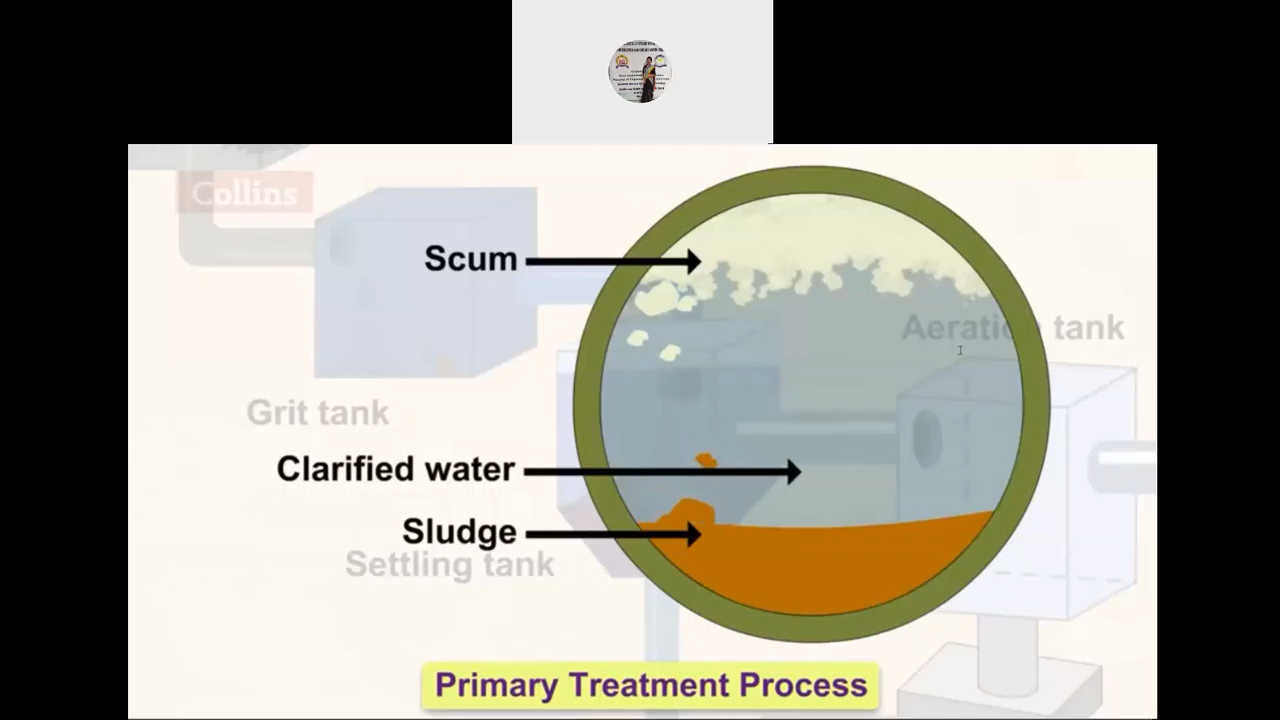 Collins
Scum
Aeration tank
Grit tank
Clarified water
Sludge
Settling tank
Primary Treatment Process